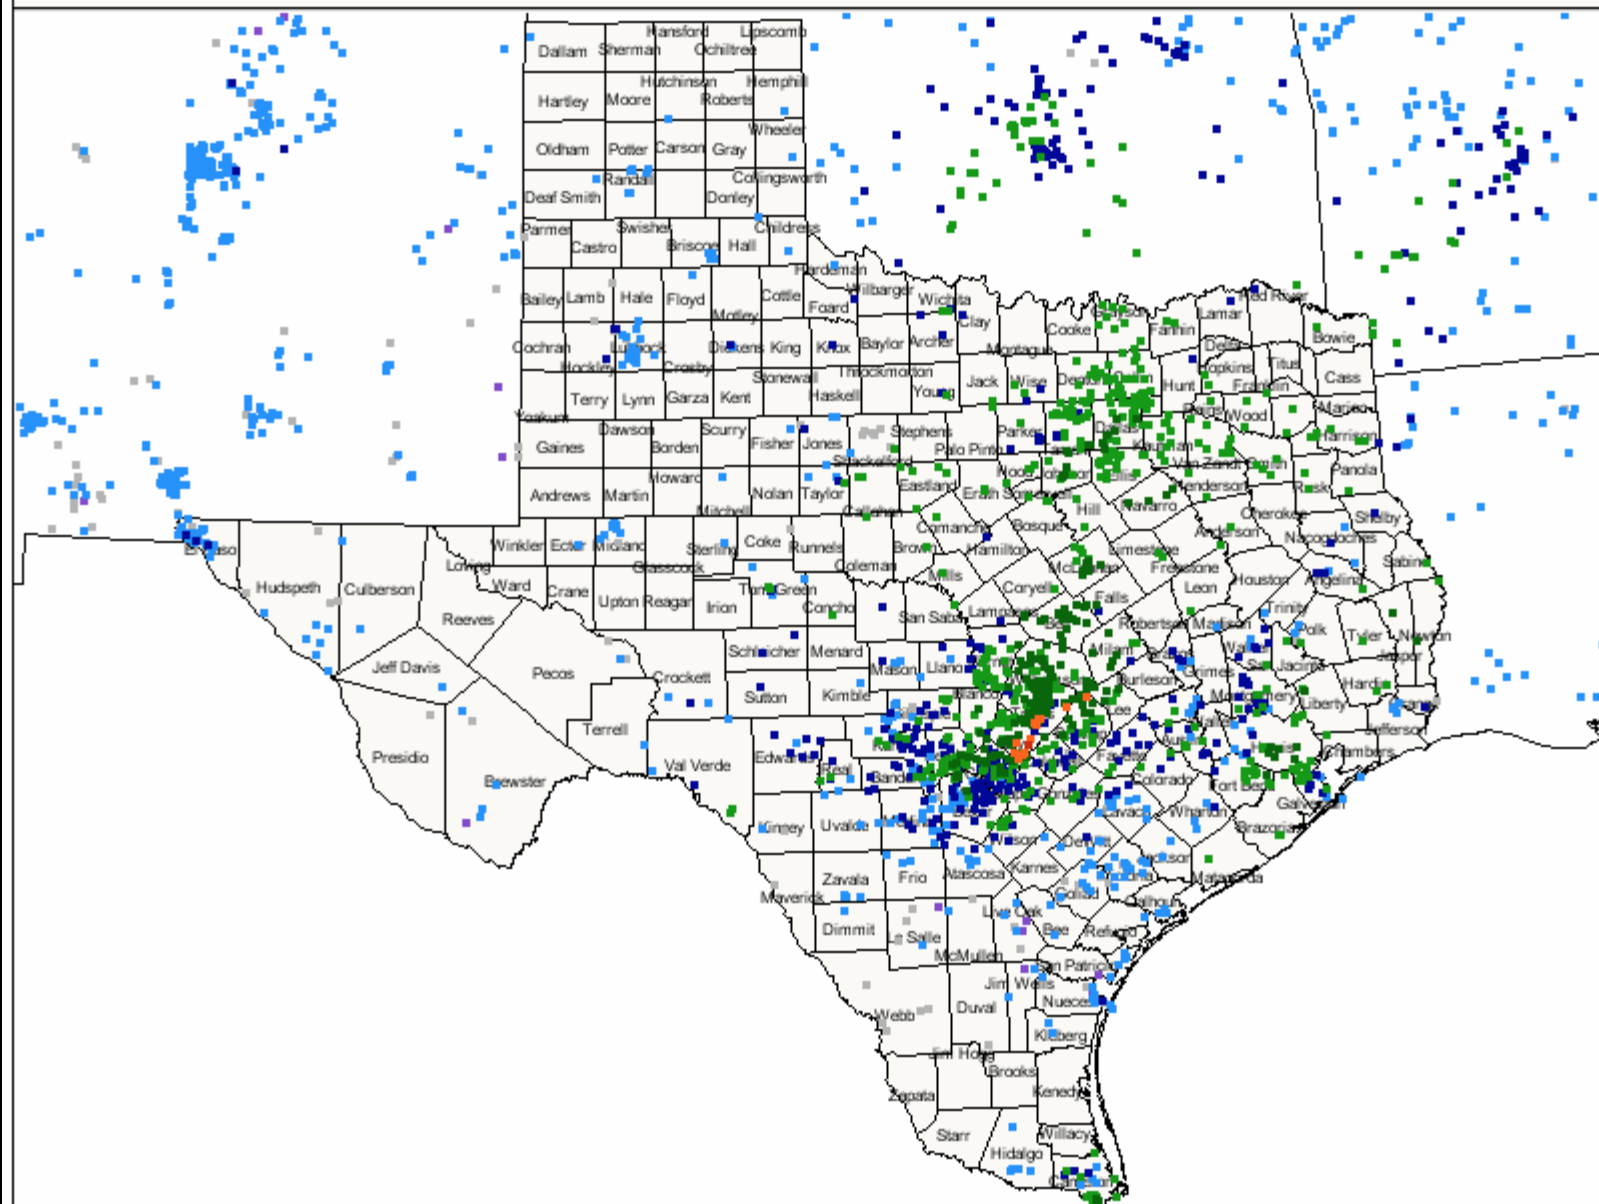 Hansford
Lipscomb
Dallam
Sherman
Ochiltree
Hutchinson
Hemphill
Hartley
Moore
Roberts
Wheeler
Oldham
Potter
Carson
Gray
Randall
Collingsworth
Deaf Smith
Donley
Parmer
Castro
Swisher
Briscoe
Hall
Childress
Hardeman
Bailey
Lamb
Hale
Floyd
Motley
Cottle
Foard
Wilbarger
Wichita
Clay
Cooke
Grayson
Fannin
Lamar
Red River
Bowie
Cochran
Hockley
Lubbock
Crosby
Dickens
King
Knox
Baylor
Archer
Montague
Delta
Hopkins
Titus
Franklin
Cass
Yoakum
Terry
Lynn
Garza
Kent
Stonewall
Haskell
Throckmorton
Young
Jack
Wise
Denton
Hunt
Rains
Wood
Marion
Gaines
Dawson
Borden
Scurry
Fisher
Jones
Shackelford
Stephens
Palo Pinto
Parker
Dallas
Kaufman
Van Zandt
Smith
Harrison
Andrews
Martin
Howard
Mitchell
Nolan
Taylor
Callahan
Eastland
Erath
Somervell
Hood
Johnson
Ellis
Henderson
Rusk
Panola
El Paso
Hudspeth
Culberson
Loving
Winkler
Ector
Midland
Glasscock
Sterling
Coke
Runnels
Coleman
Brown
Comanche
Hamilton
Bosque
Hill
Navarro
Limestone
Freestone
Anderson
Cherokee
Nacogdoches
Shelby
Sabine
Reeves
Ward
Crane
Upton
Reagan
Irion
Tom Green
Concho
Mills
San Saba
Lampasas
Coryell
McLennan
Falls
Leon
Houston
Angelina
Trinity
Polk
Tyler
Newton
Jasper
Jeff Davis
Pecos
Crockett
Schleicher
Menard
Mason
Llano
Milam
Robertson
Madison
Grimes
Burleson
Hardin
Liberty
Montgomery
San Jacinto
Presidio
Brewster
Terrell
Val Verde
Sutton
Kimble
Edwards
Real
Blanco
Lee
Austin
Colorado
Fort Bend
Harris
Chambers
Jefferson
Galveston
Brazoria
Wharton
Matagorda
Kinney
Uvalde
Wilson
Karnes
Lavaca
Maverick
Zavala
Frio
Atascosa
Goliad
Calhoun
Dimmit
La Salle
McMullen
Live Oak
Bee
Refugio
San Patricio
Webb
Duval
Jim Wells
Nueces
Kleberg
Jim Hogg
Brooks
Kenedy
Zapata
Starr
Hidalgo
Willacy
Cameron